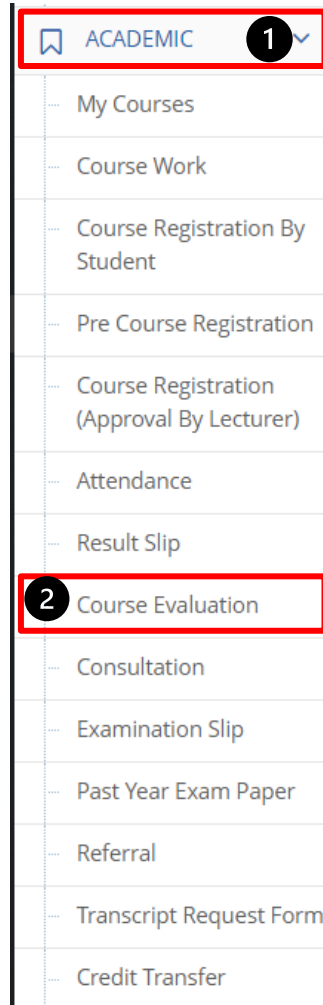 ACADEMIC 1
My Courses
Course Work
Course Registration By
Student
Pre Course Registration
Course Registration
(Approval By Lecturer)
Attendance
Result Slip
2 Course Evaluation
Consultation
Examination Slip
Past Year Exam Paper
Referral
Transcript Request Form
Credit Transfer